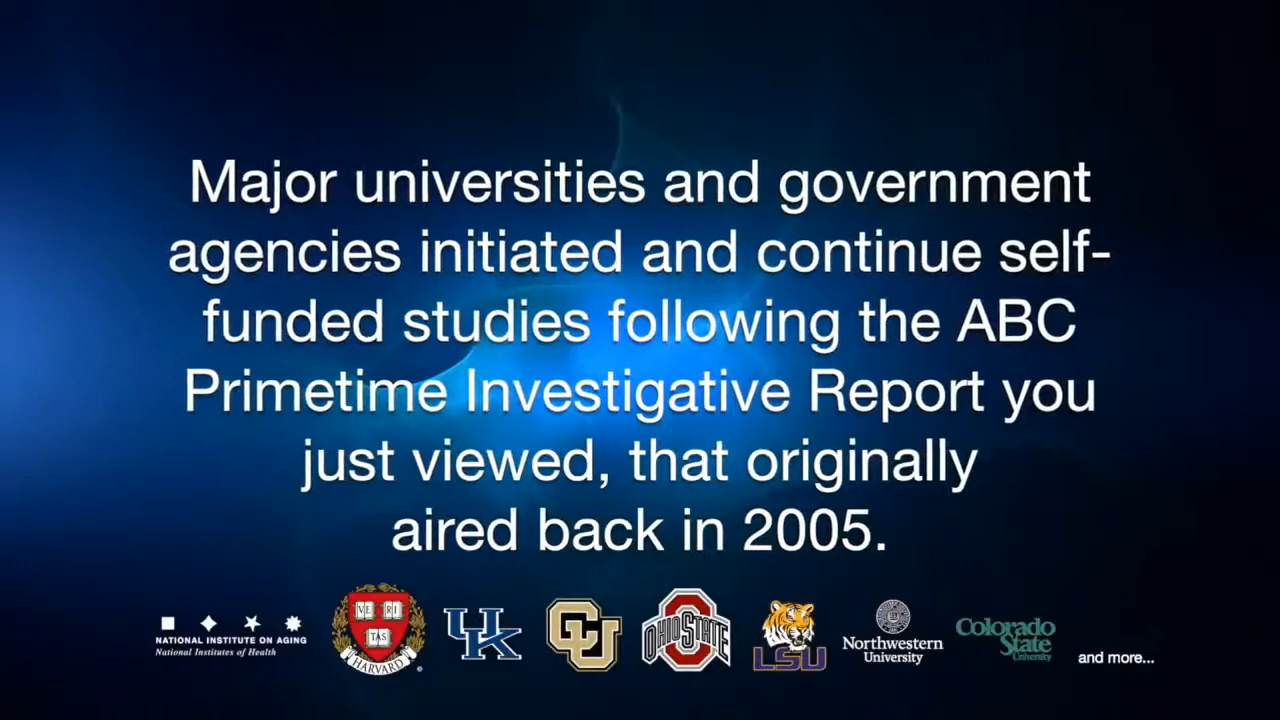 Major universities and government
agencies initiated and continue self-
funded studies following the ABC
Primetime Investigative Report you
just viewed, that originally
aired back in 2005.
NATIONAL INSTITUTE ON AGING
National Institutes of Health
VE RI
TAS
HARVARD
UK
CU
OHIO STATE
LSU
Northwestern
University
Colorado
State
University
and more...